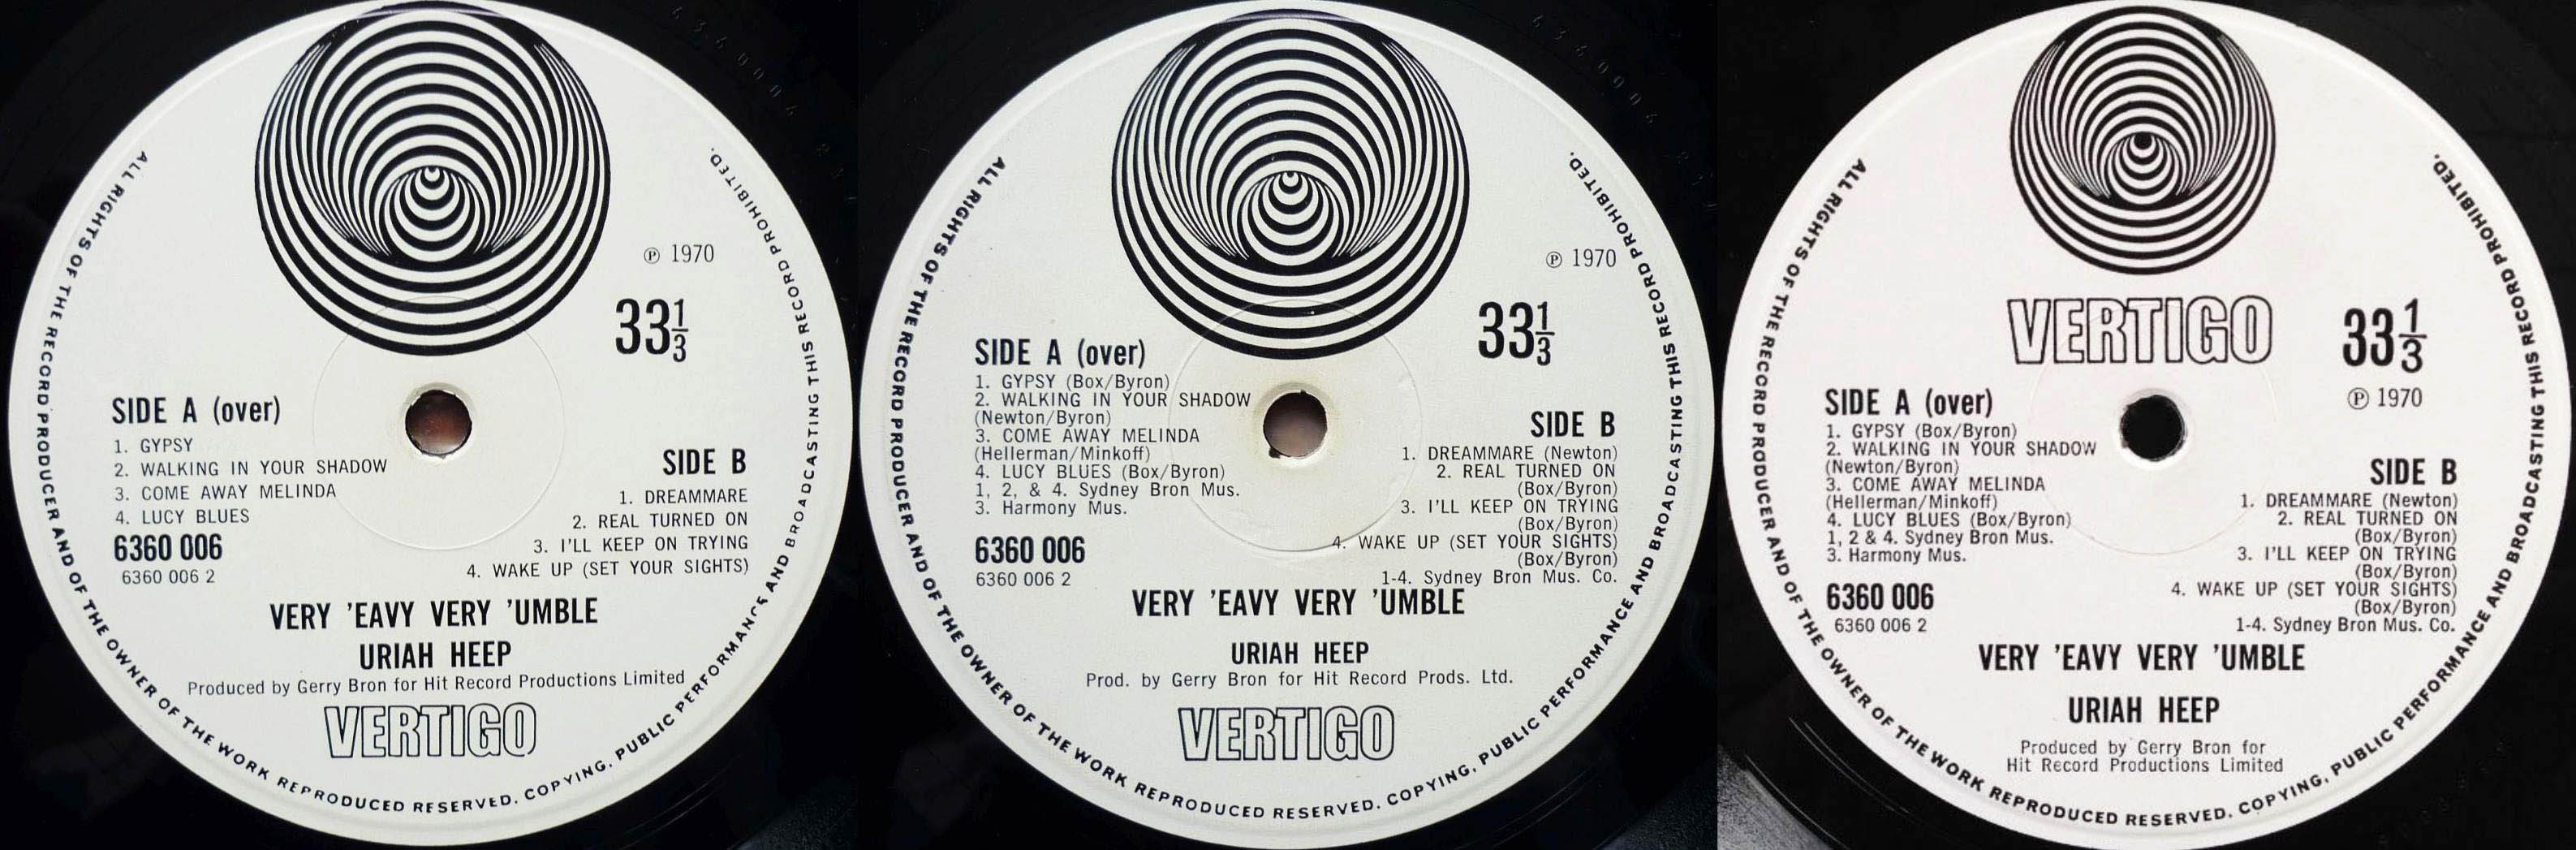 ALL RIGHTS OF THE RECORD PRODUCER AND OF THE OWNER OF THE WORK REPRODUCED RESERVED. COPYING, PUBLIC PERFORMANCE AND BROADCASTING THIS RECORD PROHIBITED.
℗ 1970
33 1/3
SIDE A (over)
1. GYPSY
2. WALKING IN YOUR SHADOW
3. COME AWAY MELINDA
4. LUCY BLUES
6360 006
6360 006 2
SIDE B
1. DREAMMARE
2. REAL TURNED ON
3. I'LL KEEP ON TRYING
4. WAKE UP (SET YOUR SIGHTS)
VERY 'EAVY VERY 'UMBLE
URIAH HEEP
Produced by Gerry Bron for Hit Record Productions Limited
VERTIGO
ALL RIGHTS OF THE RECORD PRODUCER AND OF THE OWNER OF THE WORK REPRODUCED RESERVED. COPYING, PUBLIC PERFORMANCE AND BROADCASTING THIS RECORD PROHIBITED.
℗ 1970
33 1/3
SIDE A (over)
1. GYPSY (Box/Byron)
2. WALKING IN YOUR SHADOW
(Newton/Byron)
3. COME AWAY MELINDA
(Hellerman/Minkoff)
4. LUCY BLUES (Box/Byron)
1, 2, & 4. Sydney Bron Mus.
3. Harmony Mus.
6360 006
6360 006 2
SIDE B
1. DREAMMARE (Newton)
2. REAL TURNED ON
(Box/Byron)
3. I'LL KEEP ON TRYING
(Box/Byron)
4. WAKE UP (SET YOUR SIGHTS)
(Box/Byron)
1-4. Sydney Bron Mus. Co.
VERY 'EAVY VERY 'UMBLE
URIAH HEEP
Prod. by Gerry Bron for Hit Record Prods. Ltd.
VERTIGO
ALL RIGHTS OF THE RECORD PRODUCER AND OF THE OWNER OF THE WORK REPRODUCED RESERVED. COPYING, PUBLIC PERFORMANCE AND BROADCASTING THIS RECORD PROHIBITED.
VERTIGO
33 1/3
℗ 1970
SIDE A (over)
1. GYPSY (Box/Byron)
2. WALKING IN YOUR SHADOW
(Newton/Byron)
3. COME AWAY MELINDA
(Hellerman/Minkoff)
4. LUCY BLUES (Box/Byron)
1, 2 & 4. Sydney Bron Mus.
3. Harmony Mus.
6360 006
6360 006 2
SIDE B
1. DREAMMARE (Newton)
2. REAL TURNED ON
(Box/Byron)
3. I'LL KEEP ON TRYING
(Box/Byron)
4. WAKE UP (SET YOUR SIGHTS)
(Box/Byron)
1-4. Sydney Bron Mus. Co.
VERY 'EAVY VERY 'UMBLE
URIAH HEEP
Produced by Gerry Bron for
Hit Record Productions Limited